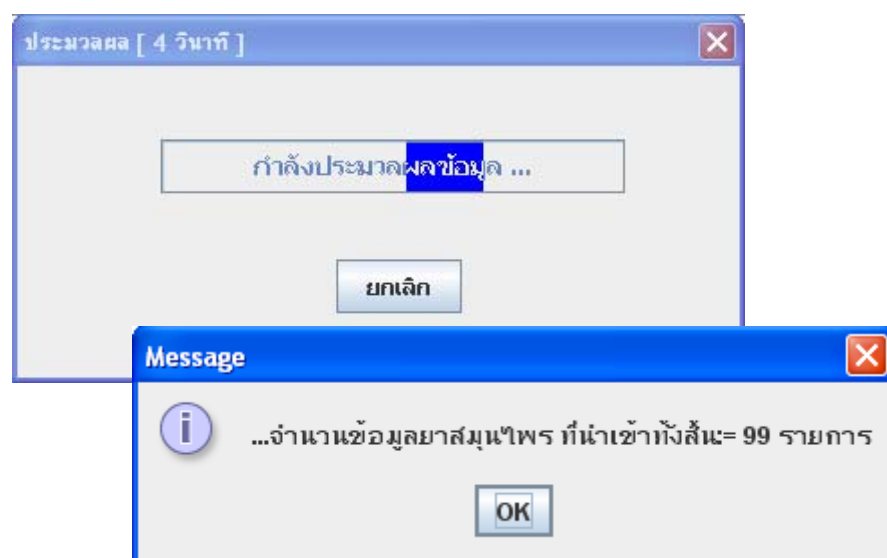 ประมวลผล [ 4 วินาที ]
กำลังประมวลผลข้อมูล ...
ยกเลิก
Message
...จำนวนข้อมูลยาสมุนไพร ที่นำเข้าทั้งสิ้น:= 99 รายการ
OK